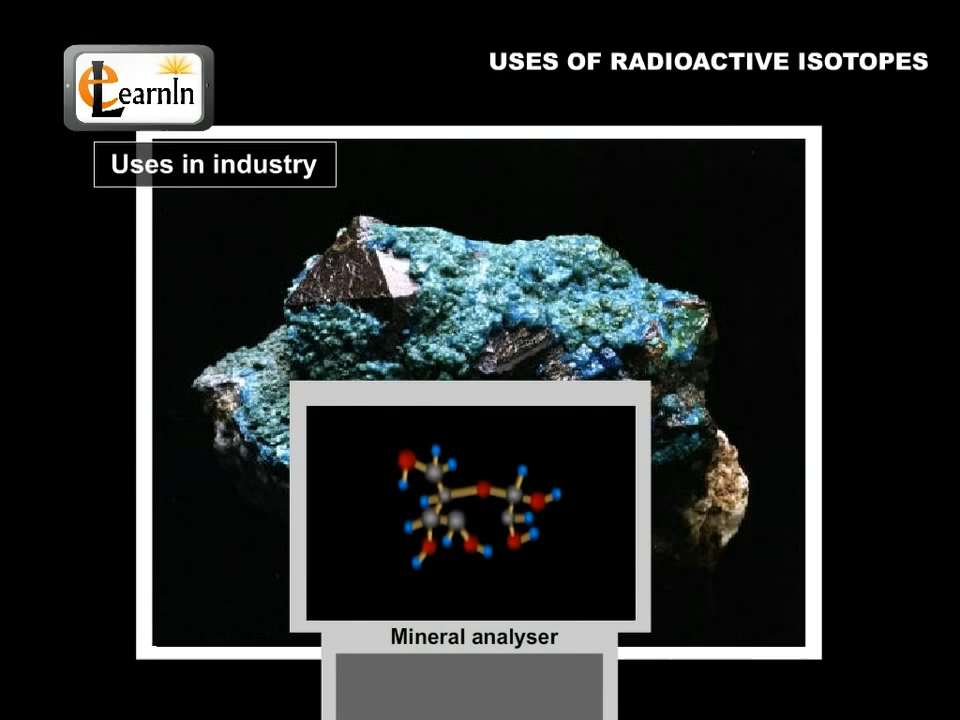 USES OF RADIOACTIVE ISOTOPES
eLearnIn
Uses in industry
Mineral analyser